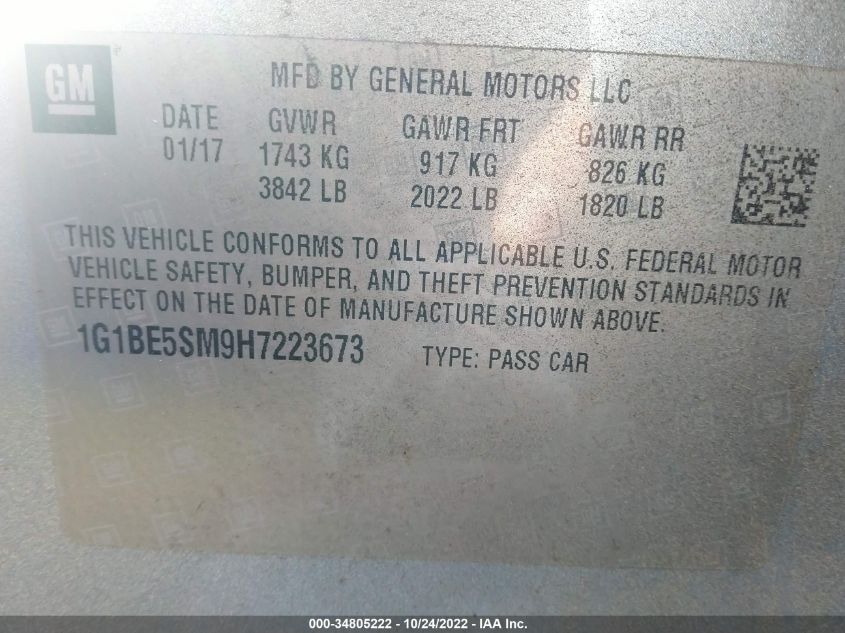 GM
MFD BY GENERAL MOTORS LLC
DATE GVWR GAWR FRT GAWR RR
01/17 1743 KG 917 KG 826 KG
3842 LB 2022 LB 1820 LB
THIS VEHICLE CONFORMS TO ALL APPLICABLE U.S. FEDERAL MOTOR
VEHICLE SAFETY, BUMPER, AND THEFT PREVENTION STANDARDS IN
EFFECT ON THE DATE OF MANUFACTURE SHOWN ABOVE.
1G1BE5SM9H7223673 TYPE: PASS CAR
000-34805222 - 10/24/2022 - IAA Inc.